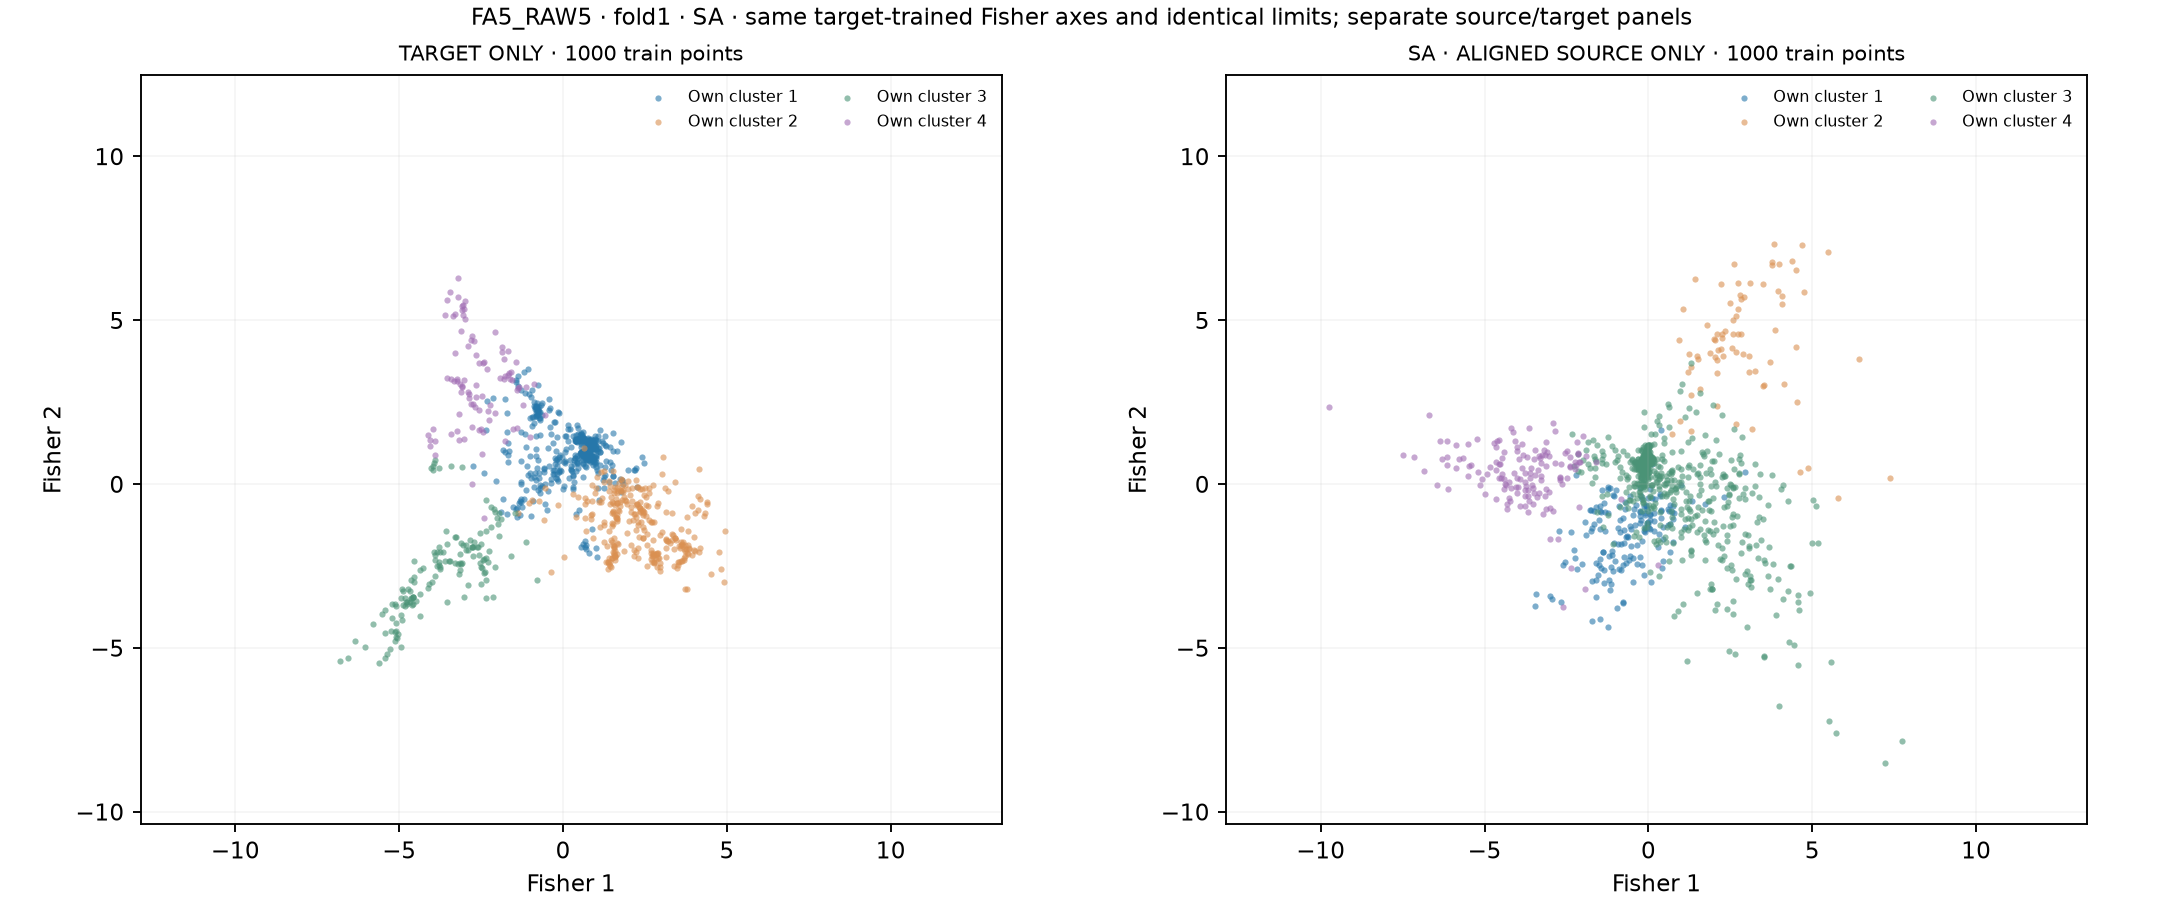 FA5_RAW5 · fold1 · SA · same target-trained Fisher axes and identical limits; separate source/target panels
TARGET ONLY · 1000 train points
Own cluster 1
Own cluster 2
Own cluster 3
Own cluster 4
10
5
0
−5
−10
Fisher 2
−10
−5
0
5
10
Fisher 1
SA · ALIGNED SOURCE ONLY · 1000 train points
Own cluster 1
Own cluster 2
Own cluster 3
Own cluster 4
10
5
0
−5
−10
Fisher 2
−10
−5
0
5
10
Fisher 1